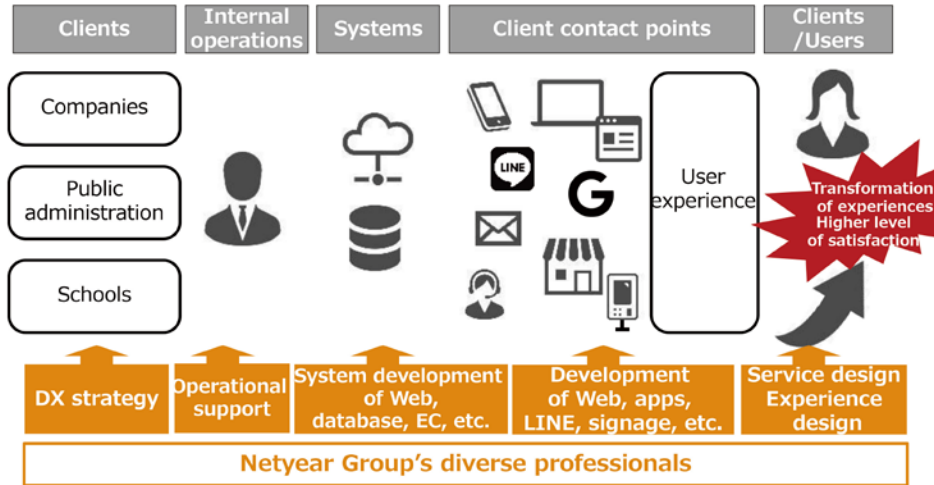 Clients
Internal
operations
Systems
Client contact points
Clients
/Users
Companies
Public
administration
Schools
LINE
G
User
experience
Transformation
of experiences
Higher level
of satisfaction
DX strategy
Operational
support
System development
of Web,
database, EC, etc.
Development
of Web, apps,
LINE, signage, etc.
Service design
Experience
design
Netyear Group's diverse professionals